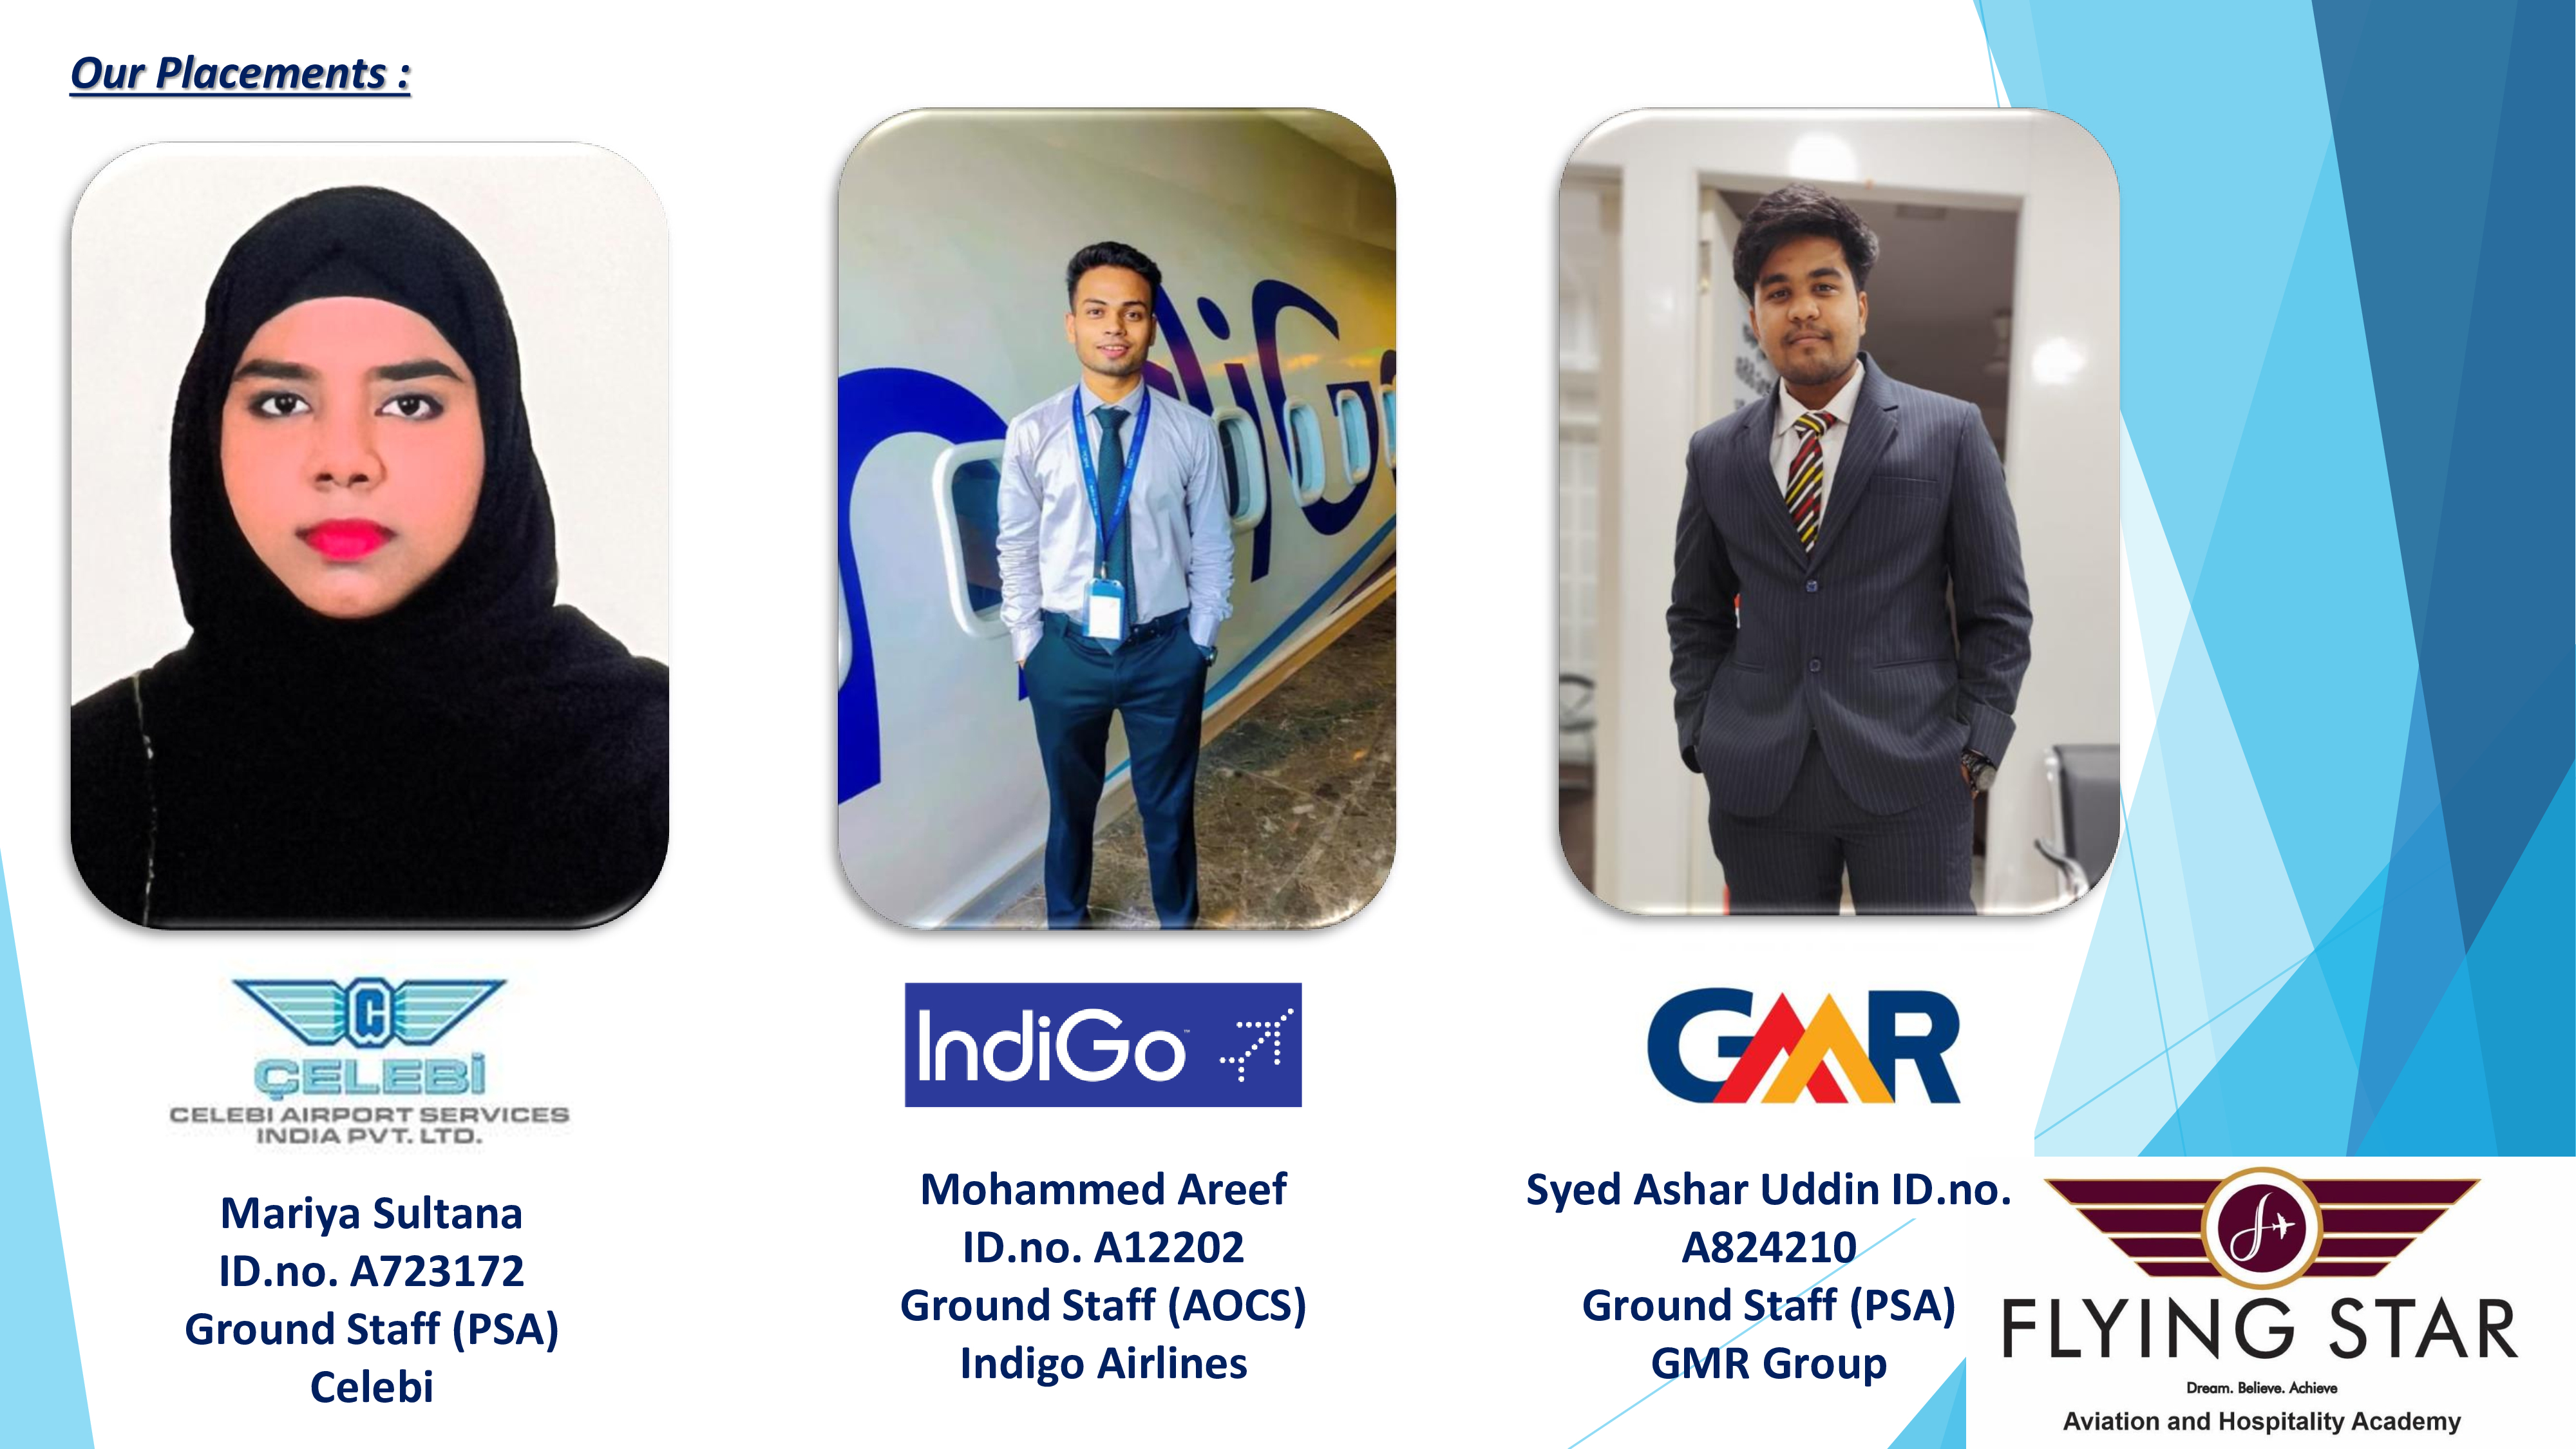 Our Placements :
IndiGo
CELEBİ
ÇELEBİ AIRPORT SERVICES
INDIA PVT. LTD.
Mariya Sultana
ID.no. A723172
Ground Staff (PSA)
Celebi
IndiGo
Mohammed Areef
ID.no. A12202
Ground Staff (AOCS)
Indigo Airlines
GMR
Syed Ashar Uddin ID.no.
A824210
Ground Staff (PSA)
GMR Group
FLYING STAR
Dream. Believe. Achieve
Aviation and Hospitality Academy